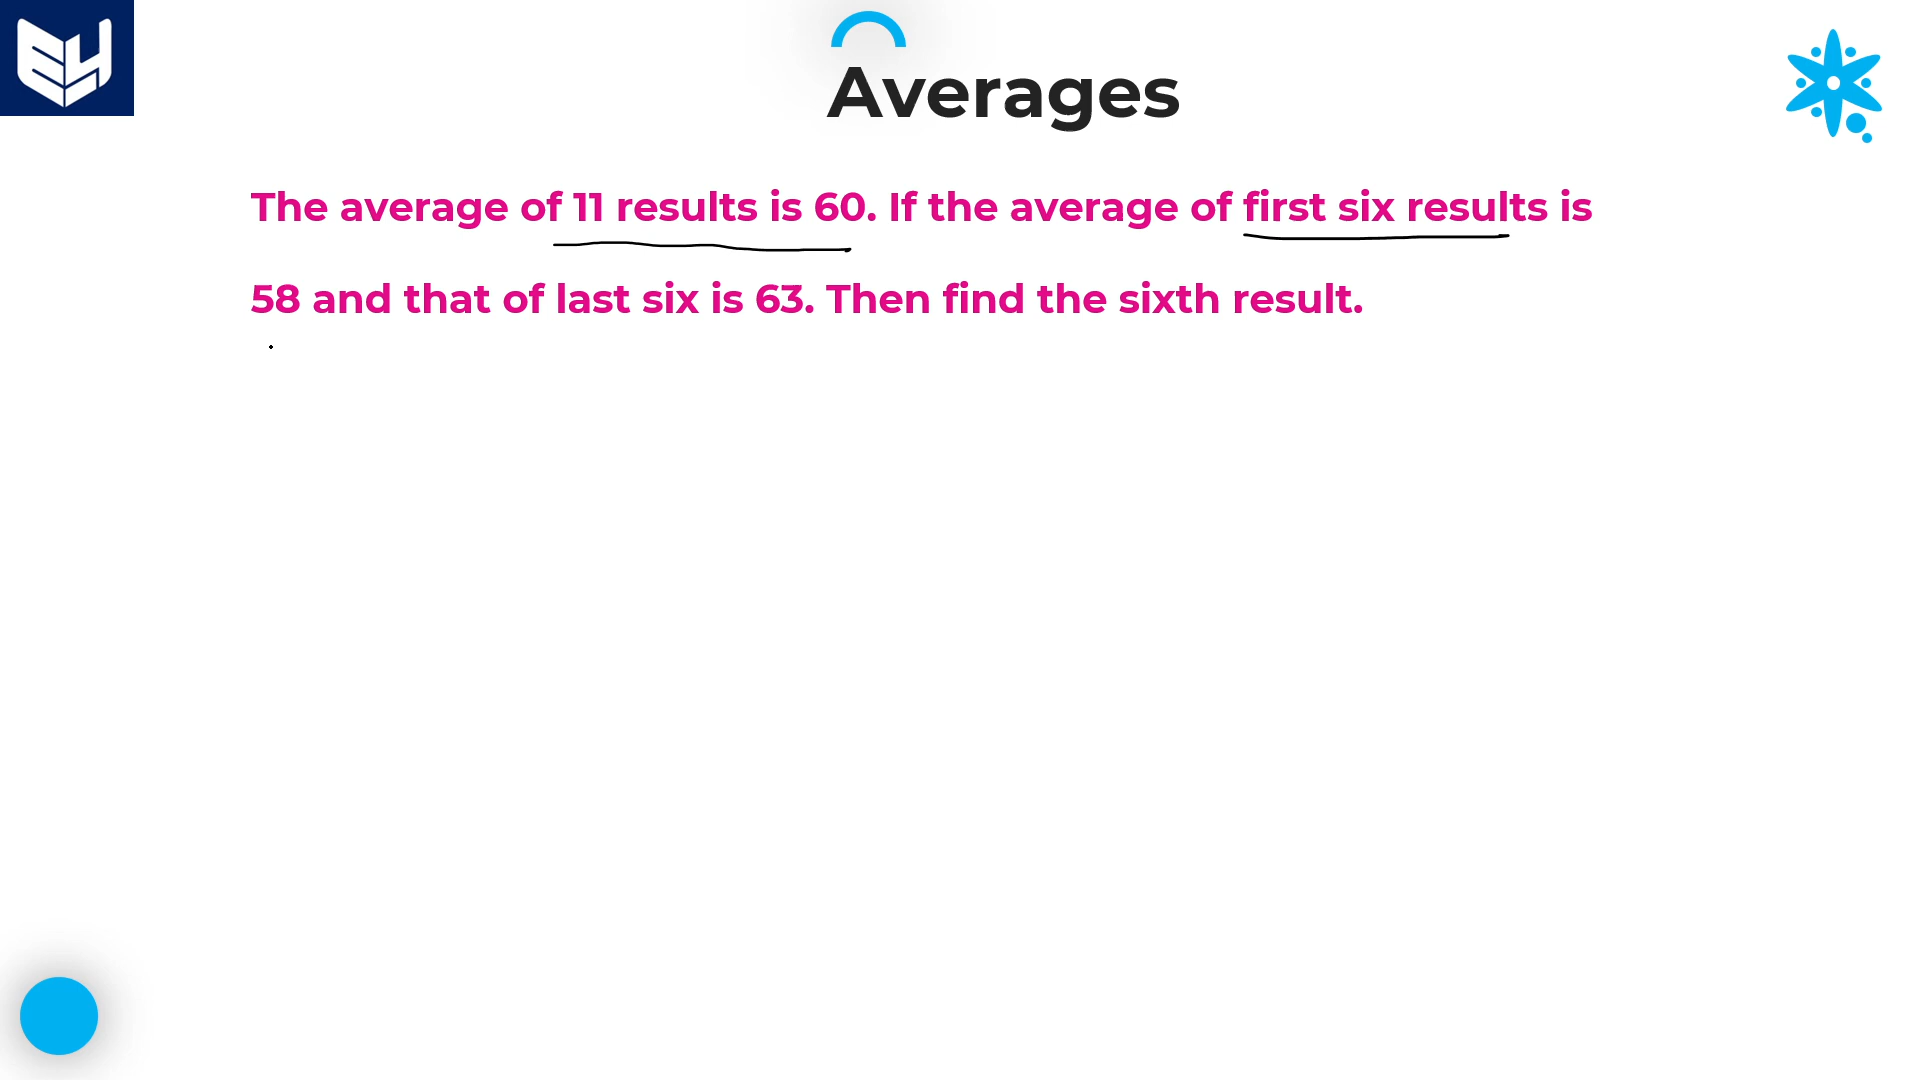 Averages
The average of 11 results is 60. If the average of first six results is
58 and that of last six is 63. Then find the sixth result.